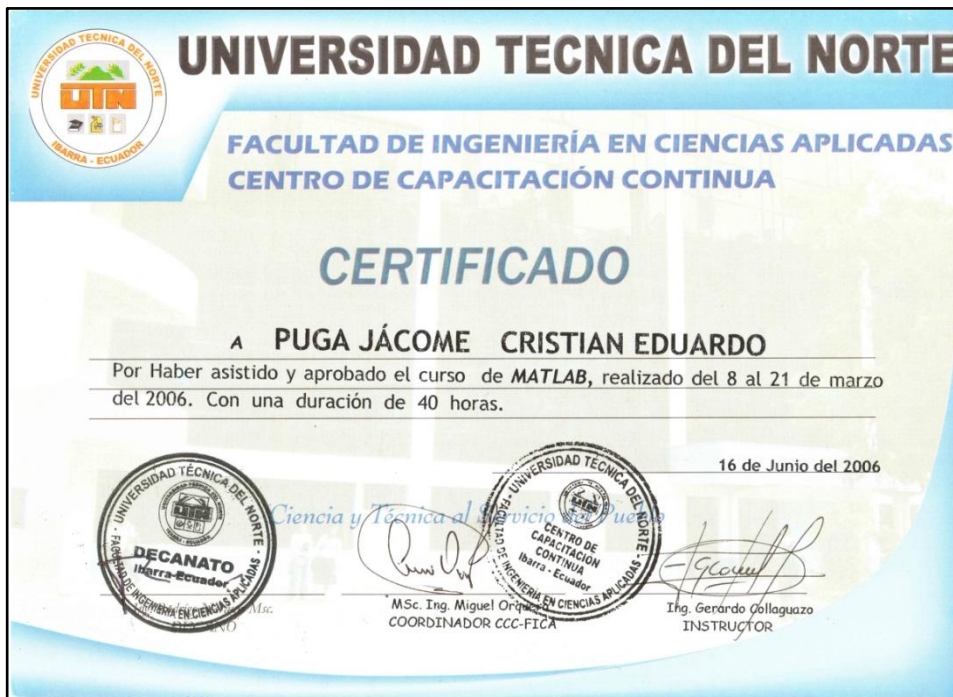 UNIVERSIDAD TECNICA DEL NORTE
UNIVERSIDAD TECNICA DEL NORTE
UTN
IBARRA - ECUADOR
FACULTAD DE INGENIERÍA EN CIENCIAS APLICADAS
CENTRO DE CAPACITACIÓN CONTINUA
CERTIFICADO
A PUGA JÁCOME CRISTIAN EDUARDO
Por Haber asistido y aprobado el curso de MATLAB, realizado del 8 al 21 de marzo
del 2006. Con una duración de 40 horas.
16 de Junio del 2006
Ciencia y Técnica al Servicio del Pueblo
UNIVERSIDAD TÉCNICA DEL NORTE
UTN
DECANATO
Ibarra-Ecuador
- FACULTAD DE INGENIERIA EN CIENCIAS APLICADAS -
Msc.
UNIVERSIDAD TÉCNICA DEL NORTE
UTN
CENTRO DE
CAPACITACION
CONTINUA
Ibarra - Ecuador
FACULTAD DE INGENIERIA EN CIENCIAS APLICADAS
MSc. Ing. Miguel
COORDINADOR CCC-FICA
Ing. Gerardo Collaguazo
INSTRUCTOR